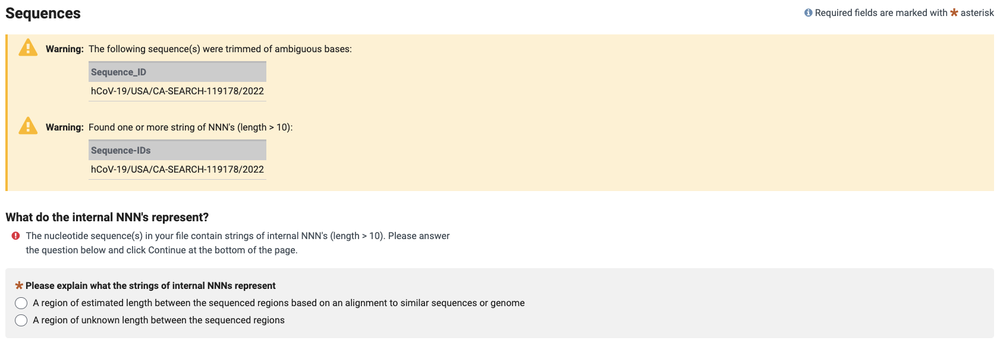 Sequences
Required fields are marked with * asterisk
Warning: The following sequence(s) were trimmed of ambiguous bases:
Sequence_ID
hCoV-19/USA/CA-SEARCH-119178/2022
Warning: Found one or more string of NNN's (length > 10):
Sequence-IDs
hCoV-19/USA/CA-SEARCH-119178/2022
What do the internal NNN's represent?
The nucleotide sequence(s) in your file contain strings of internal NNN's (length > 10). Please answer
the question below and click Continue at the bottom of the page.
* Please explain what the strings of internal NNNs represent
A region of estimated length between the sequenced regions based on an alignment to similar sequences or genome
A region of unknown length between the sequenced regions